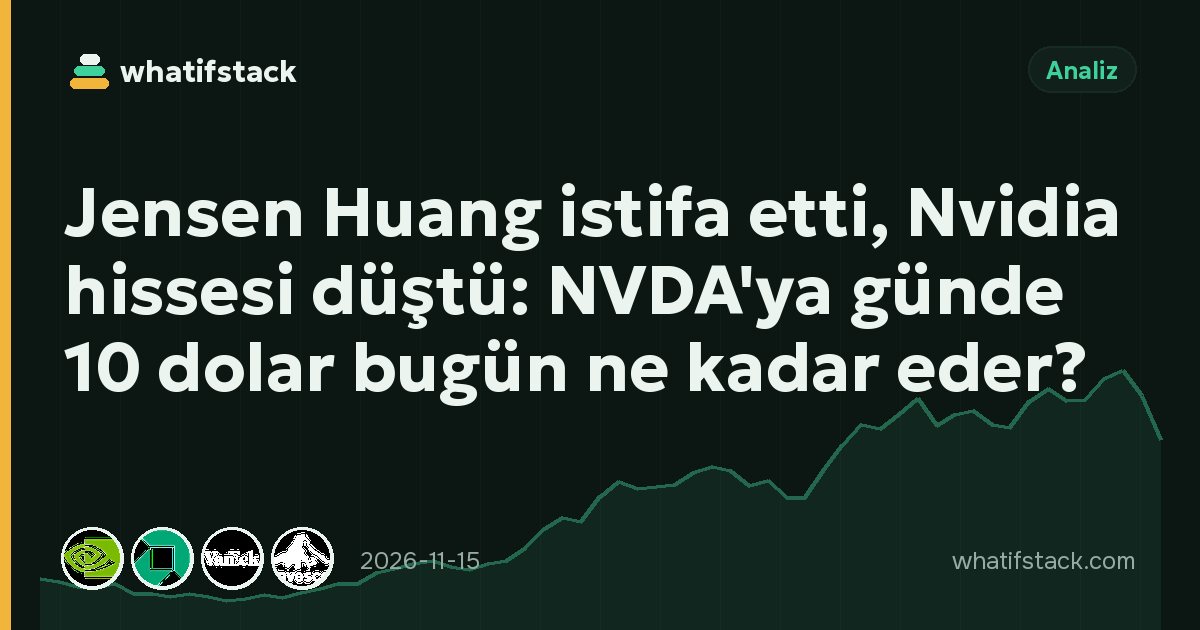 whatifstack
Analiz
Jensen Huang istifa etti, Nvidia
hissesi düştü: NVDA'ya günde
10 dolar bugün ne kadar eder?
VanEck
2026-11-15
whatifstack.com